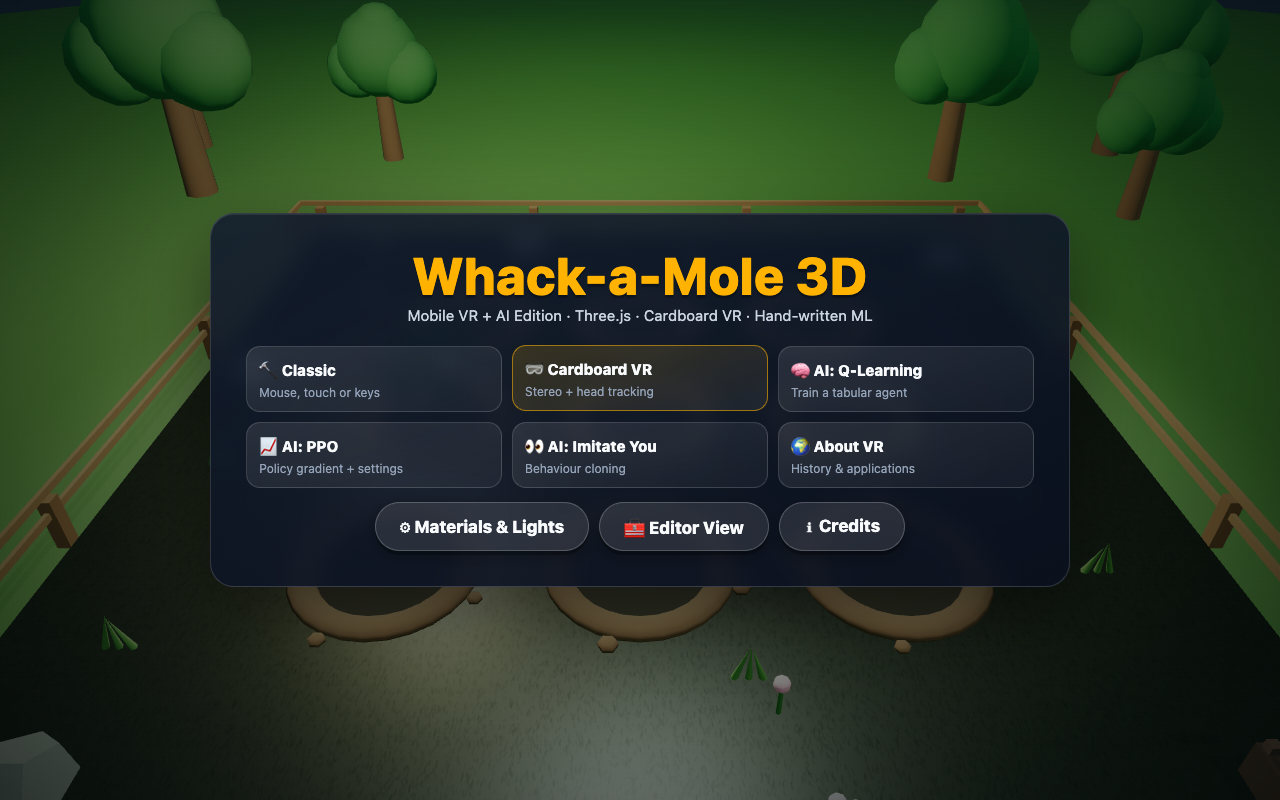 Whack-a-Mole 3D
Mobile VR + AI Edition · Three.js · Cardboard VR · Hand-written ML
Classic
Mouse, touch or keys
Cardboard VR
Stereo + head tracking
AI: Q-Learning
Train a tabular agent
AI: PPO
Policy gradient + settings
AI: Imitate You
Behaviour cloning
About VR
History & applications
Materials & Lights
Editor View
Credits